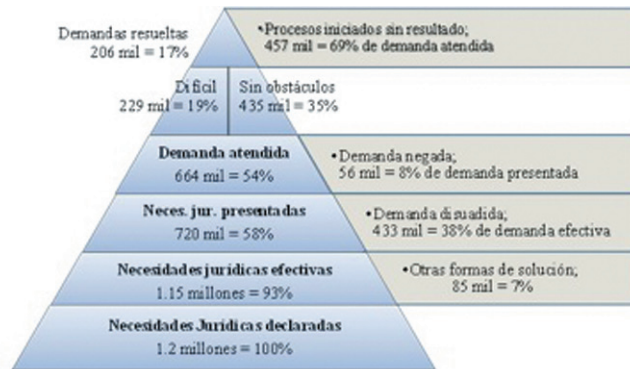 Demandas resueltas
206 mil = 17%
•Procesos iniciados sin resultado;
457 mil = 69% de demanda atendida
Difícil
229 mil = 19%
Sin obstáculos
435 mil = 35%
Demanda atendida
664 mil = 54%
•Demanda negada;
56 mil = 8% de demanda presentada
Neces. jur. presentadas
720 mil = 58%
•Demanda disuadida;
433 mil = 38% de demanda efectiva
Necesidades jurídicas efectivas
1.15 millones = 93%
•Otras formas de solución;
85 mil = 7%
Necesidades Jurídicas declaradas
1.2 millones = 100%